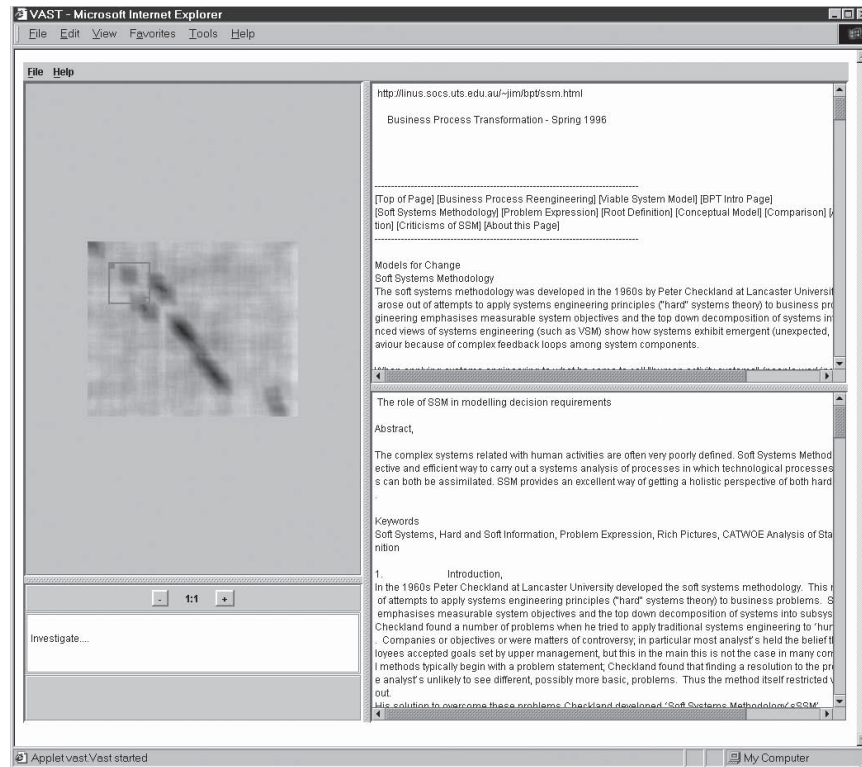 VAST - Microsoft Internet Explorer
File Edit View Favorites Tools Help
File Help
http://linus.socs.uts.edu.au/~jim/bpt/ssm.html
Business Process Transformation - Spring 1996
[Top of Page] [Business Process Reengineering] [Viable System Model] [BPT Intro Page]
[Soft Systems Methodology] [Problem Expression] [Root Definition] [Conceptual Model] [Comparison] [
tion] [Criticisms of SSM] [About this Page]
Models for Change
Soft Systems Methodology
The soft systems methodology was developed in the 1960s by Peter Checkland at Lancaster Universit
arose out of attempts to apply systems engineering principles ("hard" systems theory) to business pro
gineering emphasises measurable system objectives and the top down decomposition of systems in
nced views of systems engineering (such as VSM) show how systems exhibit emergent (unexpected,
aviour because of complex feedback loops among system components.
The role of SSM in modelling decision requirements
Abstract,
The complex systems related with human activities are often very poorly defined. Soft Systems Method
ective and efficient way to carry out a systems analysis of processes in which technological processes
s can both be assimilated. SSM provides an excellent way of getting a holistic perspective of both hard
.
Keywords
Soft Systems, Hard and Soft Information, Problem Expression, Rich Pictures, CATWOE Analysis of Sta
nition
1. Introduction,
In the 1960s Peter Checkland at Lancaster University developed the soft systems methodology. This
of attempts to apply systems engineering principles ("hard" systems theory) to business problems. S
emphasises measurable system objectives and the top down decomposition of systems into subsys
Checkland found a number of problems when he tried to apply traditional systems engineering to 'hur
. Companies or objectives or were matters of controversy; in particular most analyst's held the belief t
loyees accepted goals set by upper management, but this in the main this is not the case in many com
l methods typically begin with a problem statement; Checkland found that finding a resolution to the pro
e analyst's unlikely to see different, possibly more basic, problems. Thus the method itself restricted
out.
His solution to overcome these problems Checkland developed 'Soft Systems Methodology'sSSM'
- 1:1 +
Investigate....
Applet vast.Vast started
My Computer